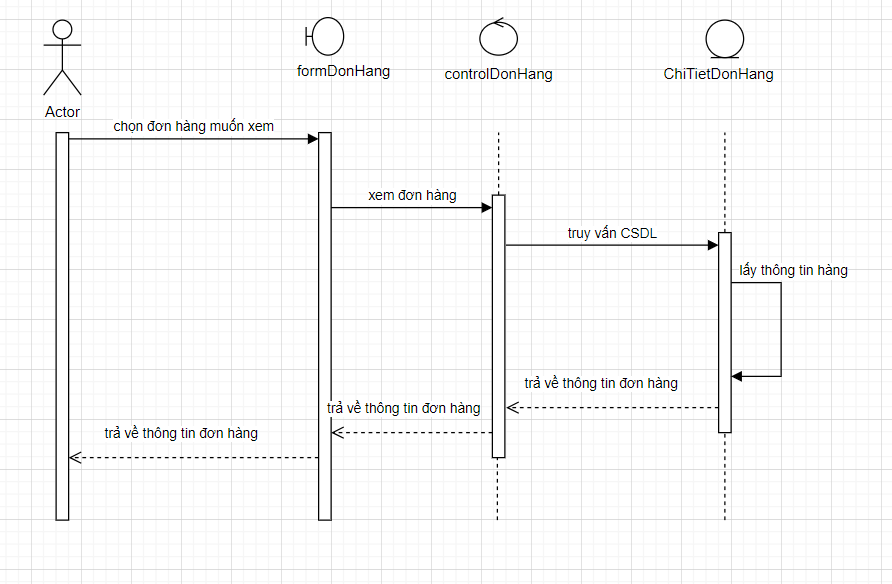 formDonHang
controlDonHang
ChiTietDonHang
Actor
chọn đơn hàng muốn xem
xem đơn hàng
truy vấn CSDL
lấy thông tin hàng
trả về thông tin đơn hàng
trả về thông tin đơn hàng
trả về thông tin đơn hàng